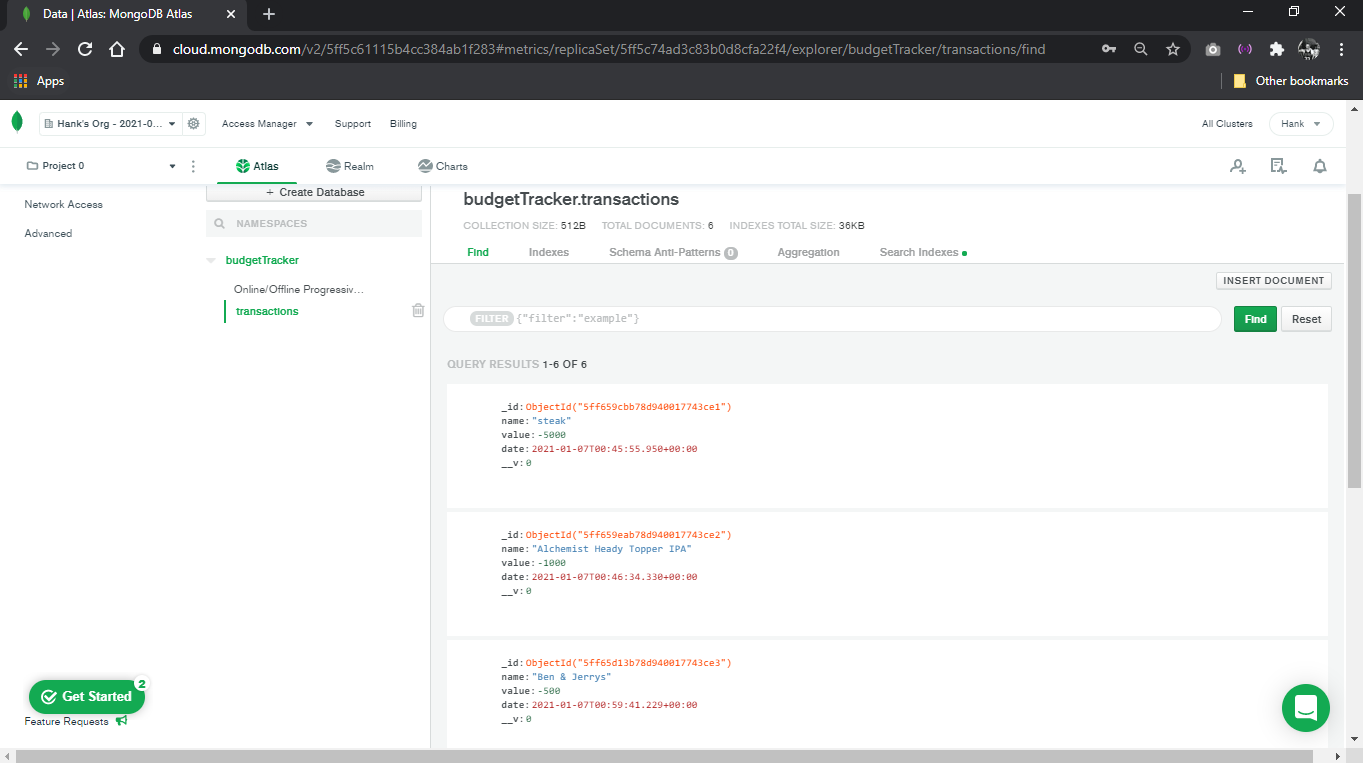 Data | Atlas: MongoDB Atlas
cloud.mongodb.com/v2/5ff5c61115b4cc384ab1f283#metrics/replicaSet/5ff5c74ad3c83b0d8cfa22f4/explorer/budgetTracker/transactions/find
Apps
Other bookmarks
Hank's Org - 2021-0...
Access Manager
Support
Billing
All Clusters
Hank
Project 0
Atlas
Realm
Charts
Network Access
Advanced
+ Create Database
NAMESPACES
budgetTracker
Online/Offline Progressiv...
transactions
budgetTracker.transactions
COLLECTION SIZE: 512B TOTAL DOCUMENTS: 6 INDEXES TOTAL SIZE: 36KB
Find
Indexes
Schema Anti-Patterns 0
Aggregation
Search Indexes
INSERT DOCUMENT
FILTER {"filter":"example"}
Find
Reset
QUERY RESULTS 1-6 OF 6
_id:ObjectId("5ff659cbb78d940017743ce1")
name:"steak"
value:-5000
date:2021-01-07T00:45:55.950+00:00
__v:0
_id:ObjectId("5ff659eab78d940017743ce2")
name:"Alchemist Heady Topper IPA"
value:-1000
date:2021-01-07T00:46:34.330+00:00
__v:0
_id:ObjectId("5ff65d13b78d940017743ce3")
name:"Ben & Jerrys"
value:-500
date:2021-01-07T00:59:41.229+00:00
__v:0
Get Started
2
Feature Requests